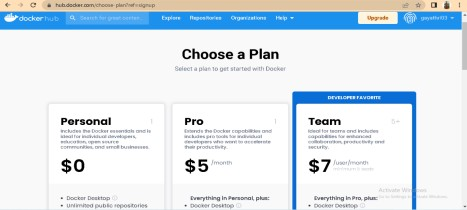 hub.docker.com/choose-plan?ref=signup
docker hub
Search for great content...
Explore Repositories Organizations Help
Upgrade
Choose a Plan
Select a plan to get started with Docker
DEVELOPER FAVORITE
Personal 1
Includes the Docker essentials and is
ideal for individual developers,
education, open source
communities, and small businesses.
$0
• Docker Desktop
• Unlimited public repositories
Pro 1
Extends the Docker capabilities and
includes pro tools for individual
developers who want to accelerate
their productivity.
$5 /month
Everything in Personal, plus:
• Docker Desktop
Team 5+
Ideal for teams and includes
capabilities for enhanced
collaboration, productivity and
security.
$7 /user/month
Everything in Pro, plus:
• Docker Desktop
Activate Windows
Go to Settings to activate Windows.